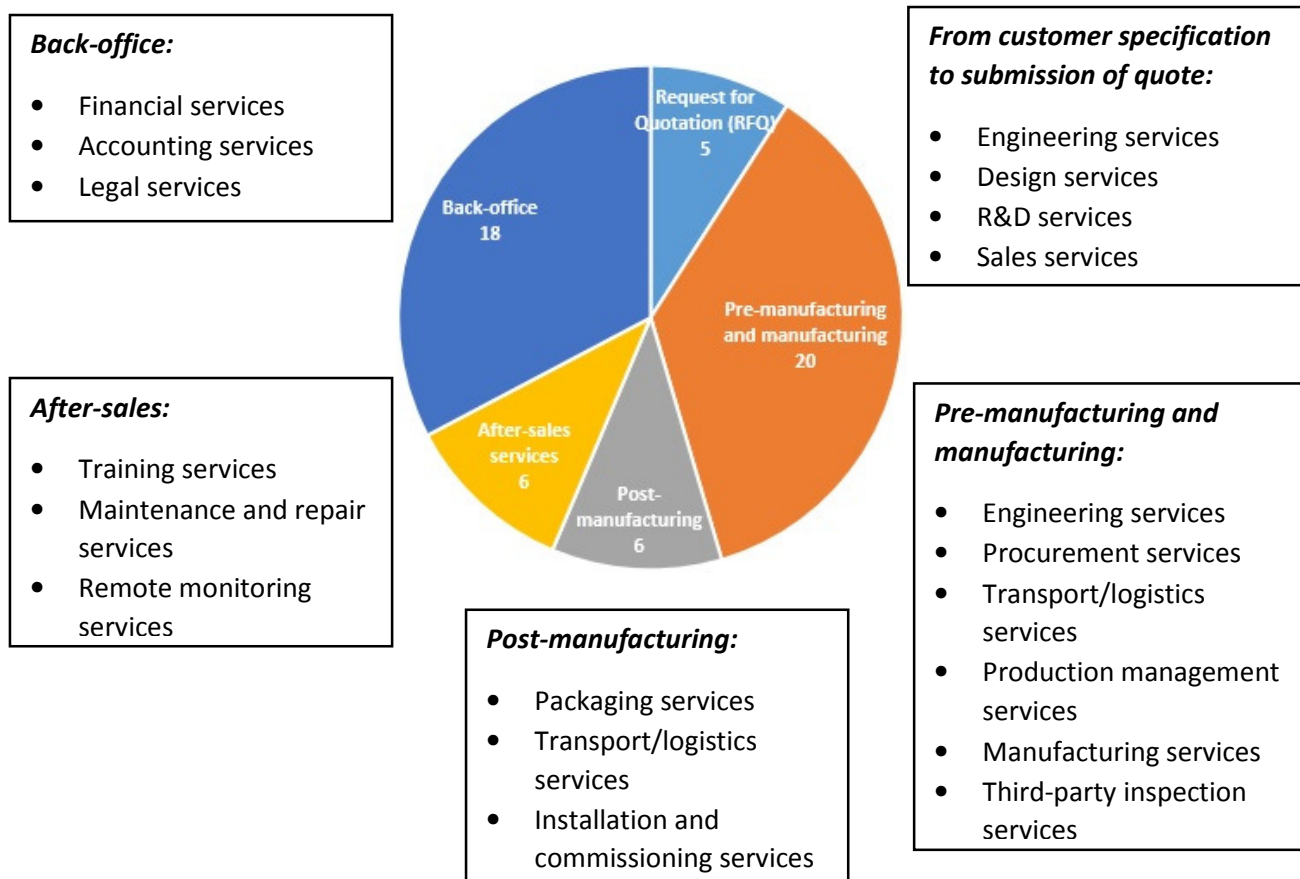 Back-office:
• Financial services
• Accounting services
• Legal services
From customer specification
to submission of quote:
• Engineering services
• Design services
• R&D services
• Sales services
Request for
Quotation (RFQ)
5
Back-office
18
Pre-manufacturing
and manufacturing
20
After-sales
services
6
Post-
manufacturing
6
After-sales:
• Training services
• Maintenance and repair
services
• Remote monitoring
services
Pre-manufacturing and
manufacturing:
• Engineering services
• Procurement services
• Transport/logistics
services
• Production management
services
• Manufacturing services
• Third-party inspection
services
Post-manufacturing:
• Packaging services
• Transport/logistics
services
• Installation and
commissioning services